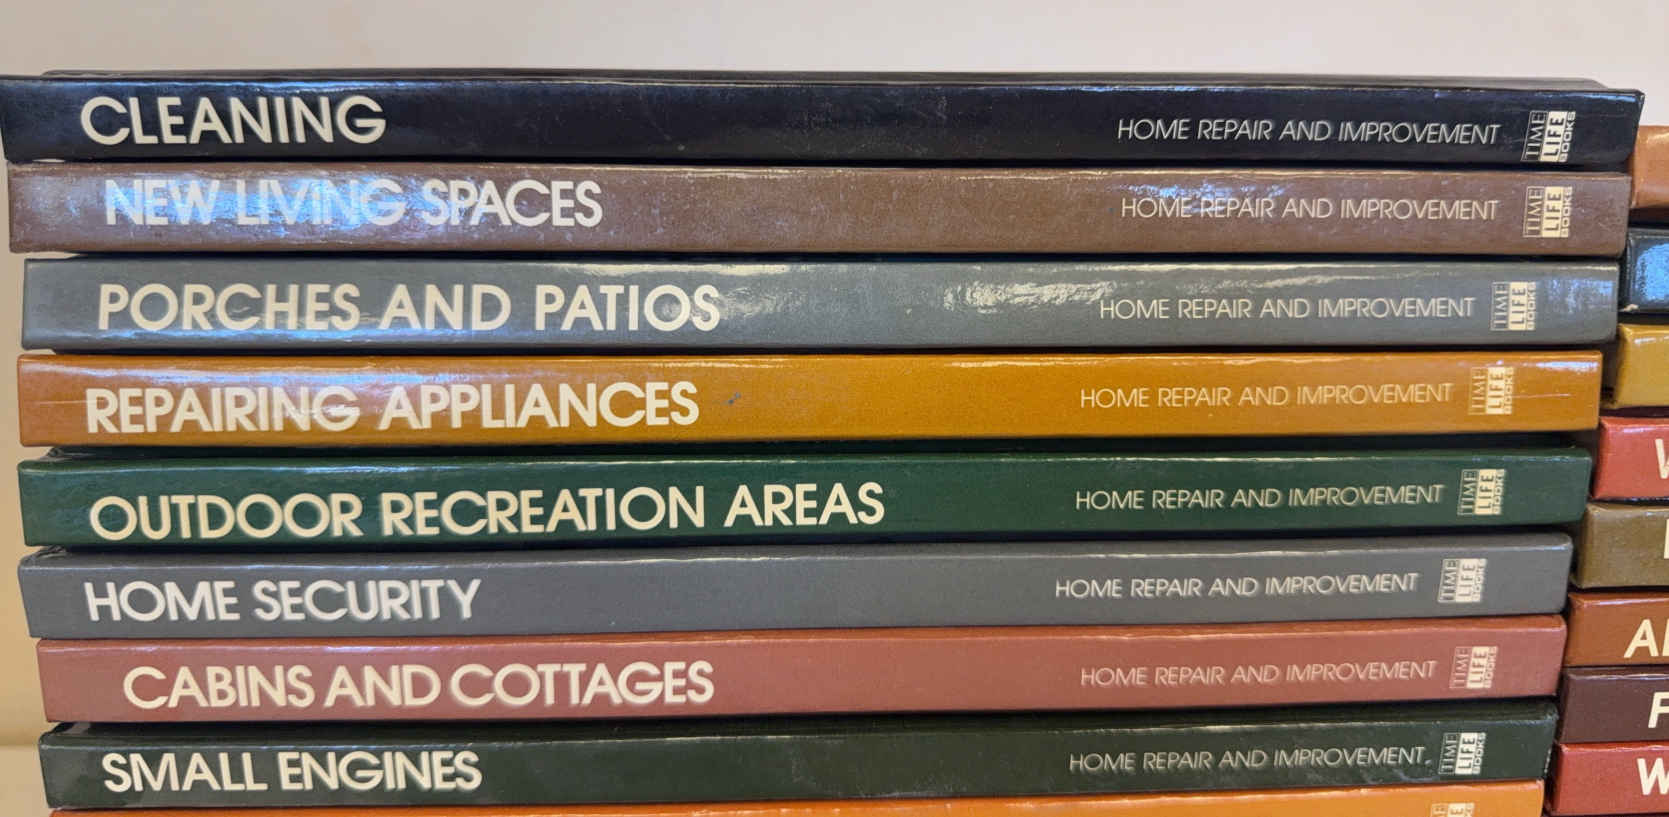 CLEANING HOME REPAIR AND IMPROVEMENT TIME LIFE BOOKS
NEW LIVING SPACES HOME REPAIR AND IMPROVEMENT TIME LIFE BOOKS
PORCHES AND PATIOS HOME REPAIR AND IMPROVEMENT TIME LIFE BOOKS
REPAIRING APPLIANCES HOME REPAIR AND IMPROVEMENT TIME LIFE BOOKS
OUTDOOR RECREATION AREAS HOME REPAIR AND IMPROVEMENT TIME LIFE BOOKS
HOME SECURITY HOME REPAIR AND IMPROVEMENT TIME LIFE BOOKS
CABINS AND COTTAGES HOME REPAIR AND IMPROVEMENT TIME LIFE BOOKS
SMALL ENGINES HOME REPAIR AND IMPROVEMENT TIME LIFE BOOKS